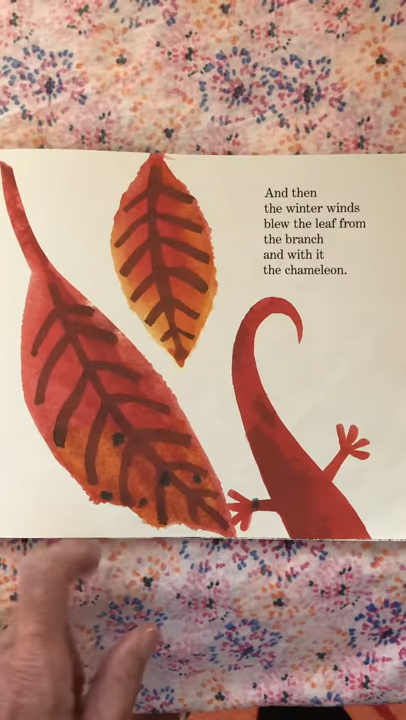 And then
the winter winds
blew the leaf from
the branch
and with it
the chameleon.